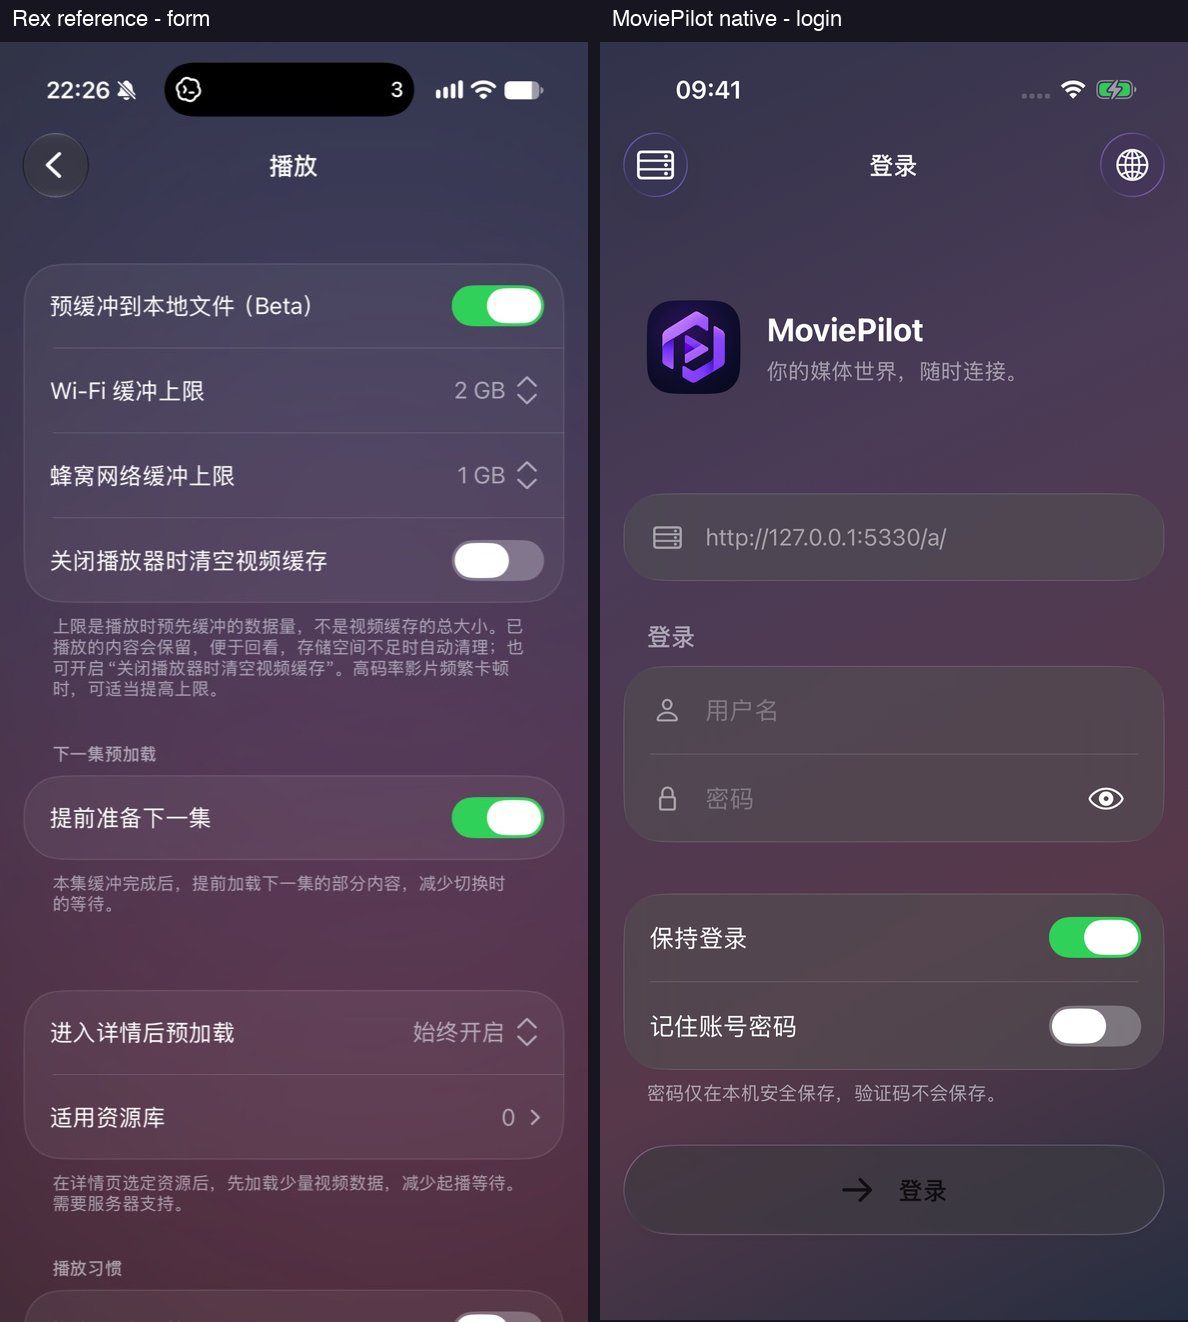 Rex reference - form
22:26
3
播放
预缓冲到本地文件（Beta）
Wi-Fi 缓冲上限
2 GB
蜂窝网络缓冲上限
1 GB
关闭播放器时清空视频缓存
上限是播放时预先缓冲的数据量，不是视频缓存的总大小。已
播放的内容会保留，便于回看，存储空间不足时自动清理；也
可开启“关闭播放器时清空视频缓存”。高码率影片频繁卡顿
时，可适当提高上限。
下一集预加载
提前准备下一集
本集缓冲完成后，提前加载下一集的部分内容，减少切换时
的等待。
进入详情后预加载
始终开启
适用资源库
0
在详情页选定资源后，先加载少量视频数据，减少起播等待。
需要服务器支持。
播放习惯
MoviePilot native - login
09:41
登录
MoviePilot
你的媒体世界，随时连接。
http://127.0.0.1:5330/a/
登录
用户名
密码
保持登录
记住账号密码
密码仅在本机安全保存，验证码不会保存。
登录